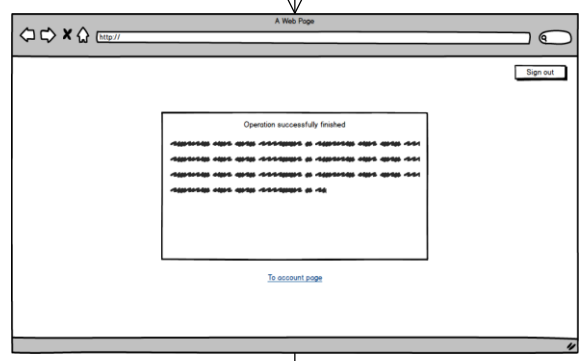 A Web Page
http://
Sign out
Operation successfully finished
To account page